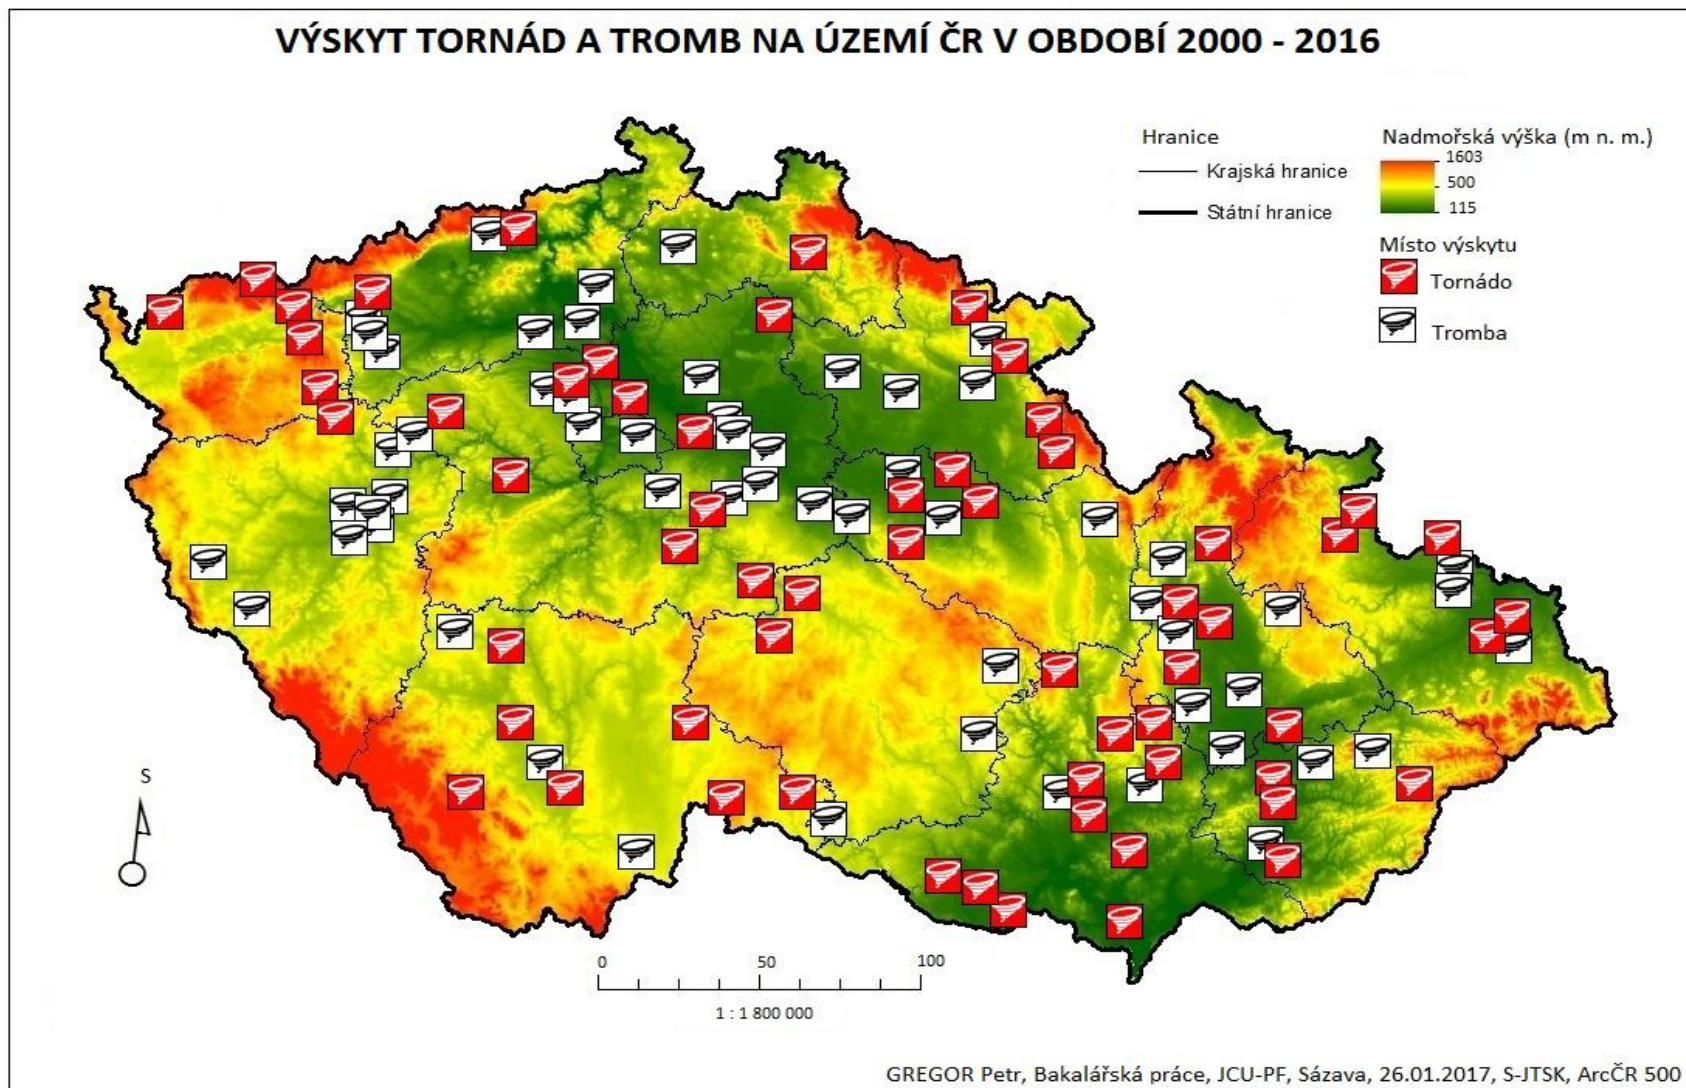 VÝSKYT TORNÁD A TROMB NA ÚZEMÍ ČR V OBDOBÍ 2000 - 2016
Hranice
Krajská hranice
Státní hranice
Nadmořská výška (m n. m.)
1603
500
115
Místo výskytu
Tornádo
Tromba
S
0 50 100
1 : 1 800 000
GREGOR Petr, Bakalářská práce, JCU-PF, Sázava, 26.01.2017, S-JTSK, ArcČR 500